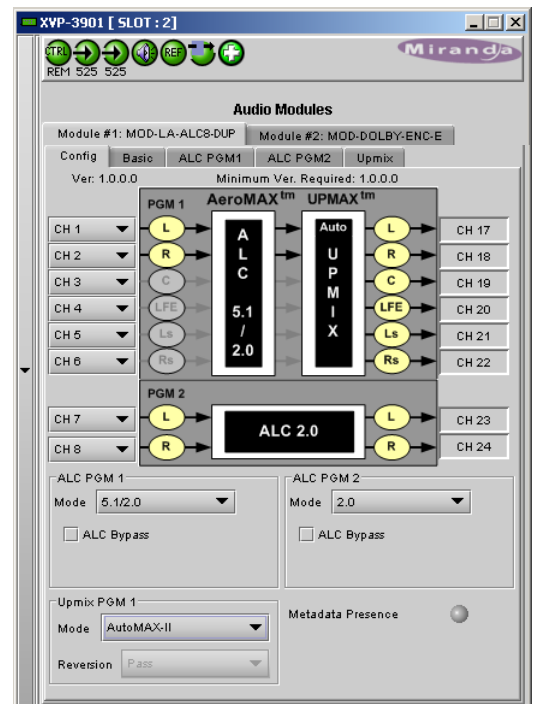 XVP-3901 [ SLOT : 2]
CTRL REF
REM 525 525
Miranda
Audio Modules
Module #1: MOD-LA-ALC8-DUP Module #2: MOD-DOLBY-ENC-E
Config Basic ALC PGM1 ALC PGM2 Upmix
Ver: 1.0.0.0 Minimum Ver. Required: 1.0.0.0
PGM 1 AeroMAX tm UPMAX tm
CH 1 L L CH 17
CH 2 R R CH 18
CH 3 C C CH 19
CH 4 LFE LFE CH 20
CH 5 Ls Ls CH 21
CH 6 Rs Rs CH 22
ALC 5.1 / 2.0
Auto UPMIX
PGM 2
CH 7 L ALC 2.0 L CH 23
CH 8 R R CH 24
ALC PGM 1
Mode 5.1/2.0
ALC Bypass
ALC PGM 2
Mode 2.0
ALC Bypass
Upmix PGM 1
Mode AutoMAX-II
Reversion Pass
Metadata Presence